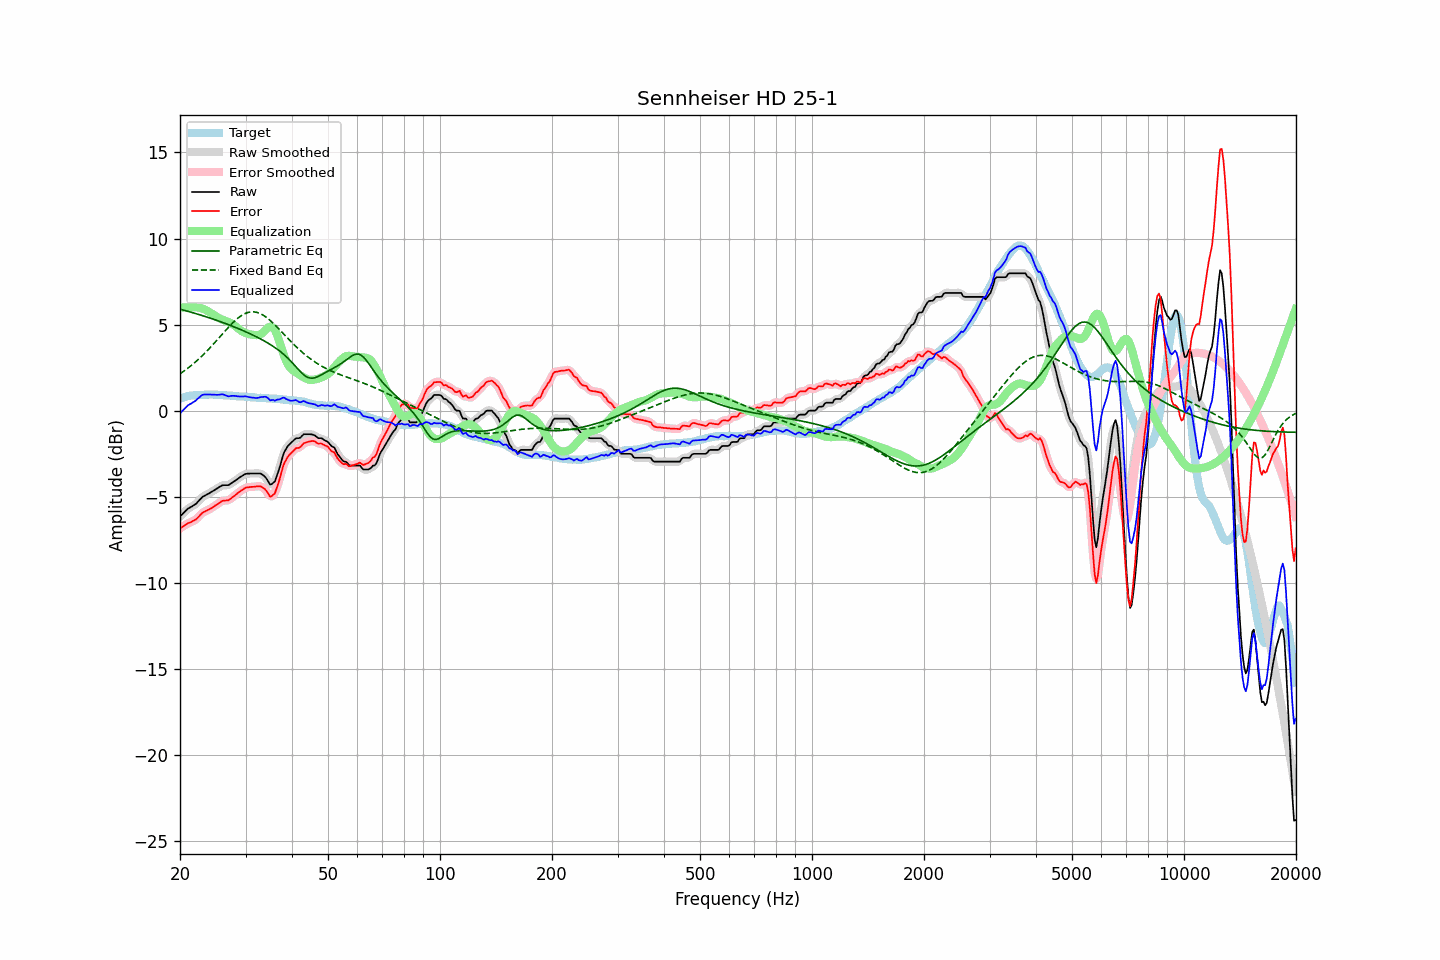 Sennheiser HD 25-1
Target
Raw Smoothed
Error Smoothed
Raw
Error
Equalization
Parametric Eq
Fixed Band Eq
Equalized
15
10
5
0
−5
−10
−15
−20
−25
Amplitude (dBr)
20
50
100
200
500
1000
2000
5000
10000
20000
Frequency (Hz)